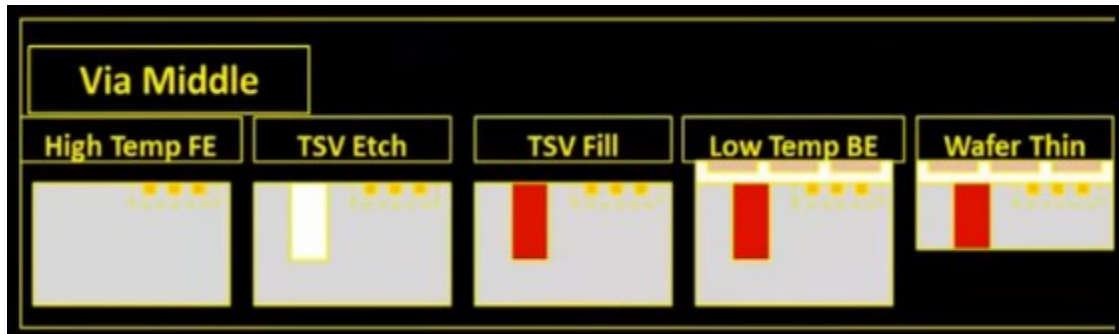 Via Middle
High Temp FE
TSV Etch
TSV Fill
Low Temp BE
Wafer Thin